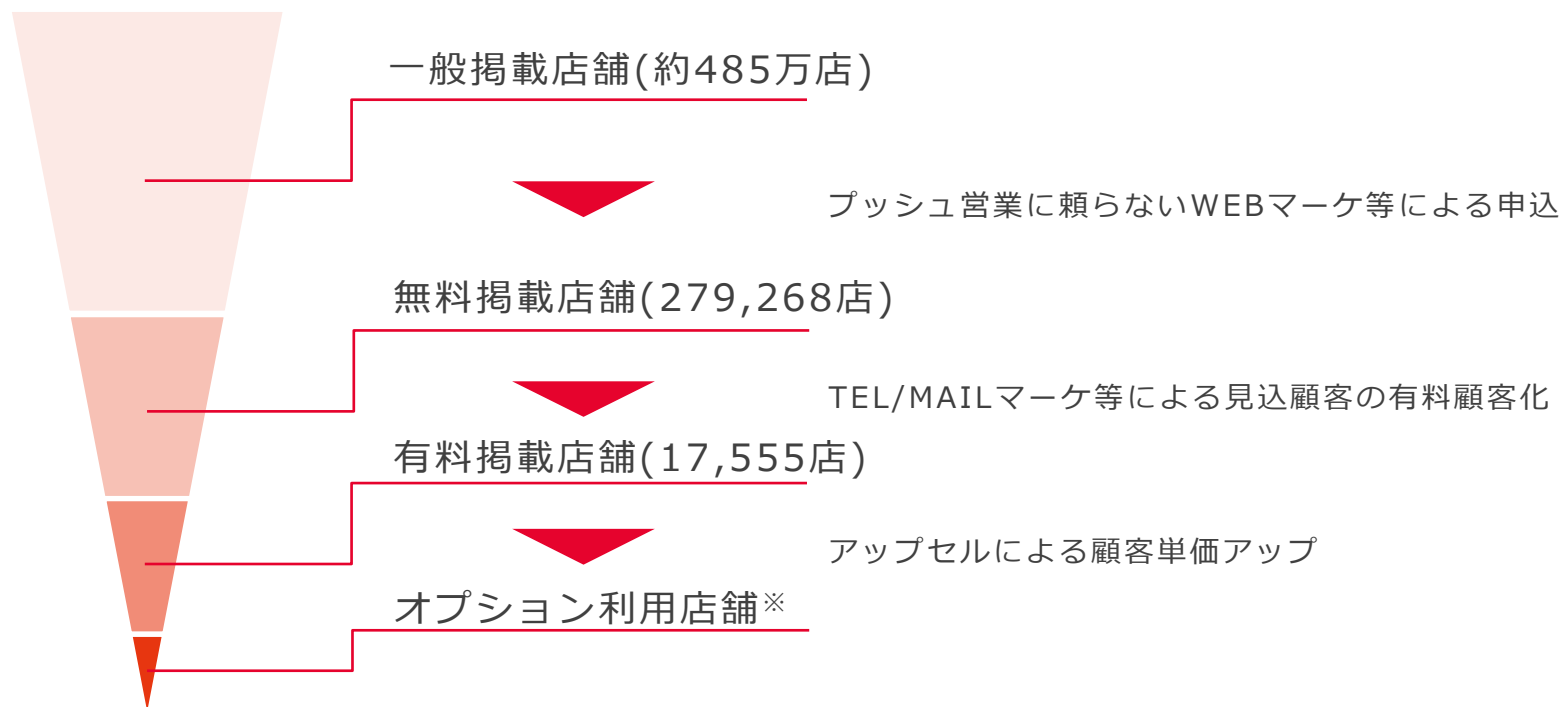 一般掲載店舗(約485万店)
プッシュ営業に頼らないWEBマーケ等による申込
無料掲載店舗(279,268店)
TEL/MAILマーケ等による見込顧客の有料顧客化
有料掲載店舗(17,555店)
アップセルによる顧客単価アップ
オプション利用店舗※